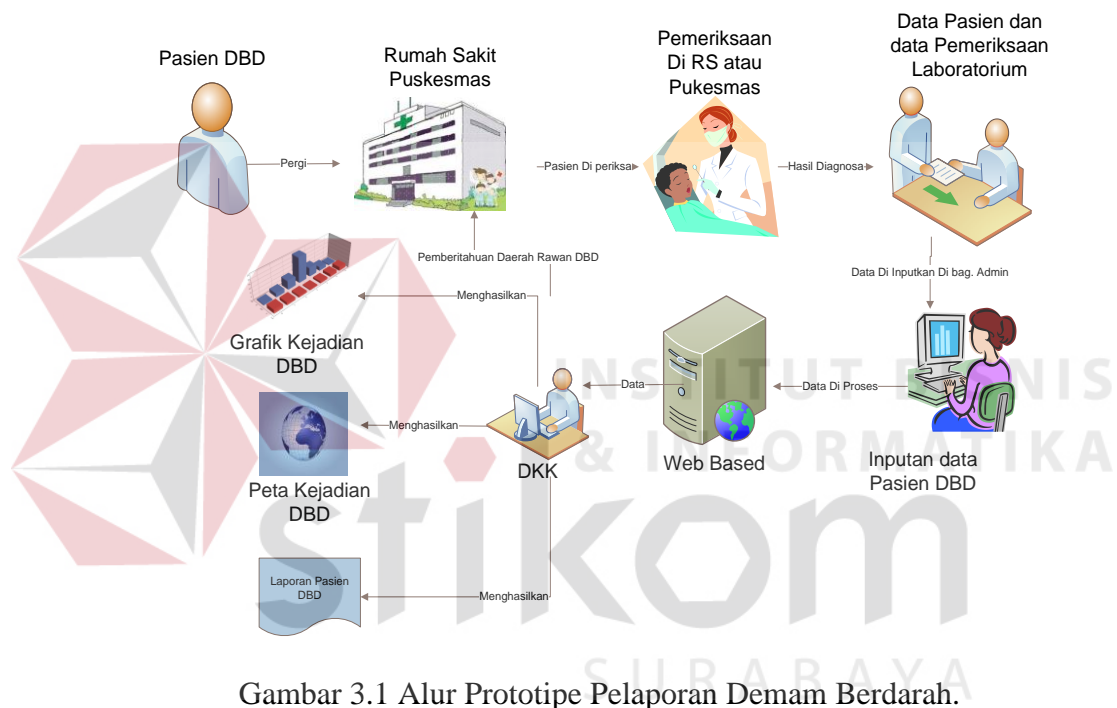 Pasien DBD
Rumah Sakit
Puskesmas
Pemeriksaan
Di RS atau
Pukesmas
Data Pasien dan
data Pemeriksaan
Laboratorium
Pergi
Pasien Di periksa
Hasil Diagnosa
Pemberitahuan Daerah Rawan DBD
Data Di Inputkan Di bag. Admin
Menghasilkan
Grafik Kejadian
DBD
Data
Data Di Proses
Menghasilkan
DKK
Web Based
Inputan data
Pasien DBD
Peta Kejadian
DBD
Laporan Pasien
DBD
Menghasilkan
INSTITUT BISNIS
& INFORMATIKA
stikom
SURABAYA
Gambar 3.1 Alur Prototipe Pelaporan Demam Berdarah.